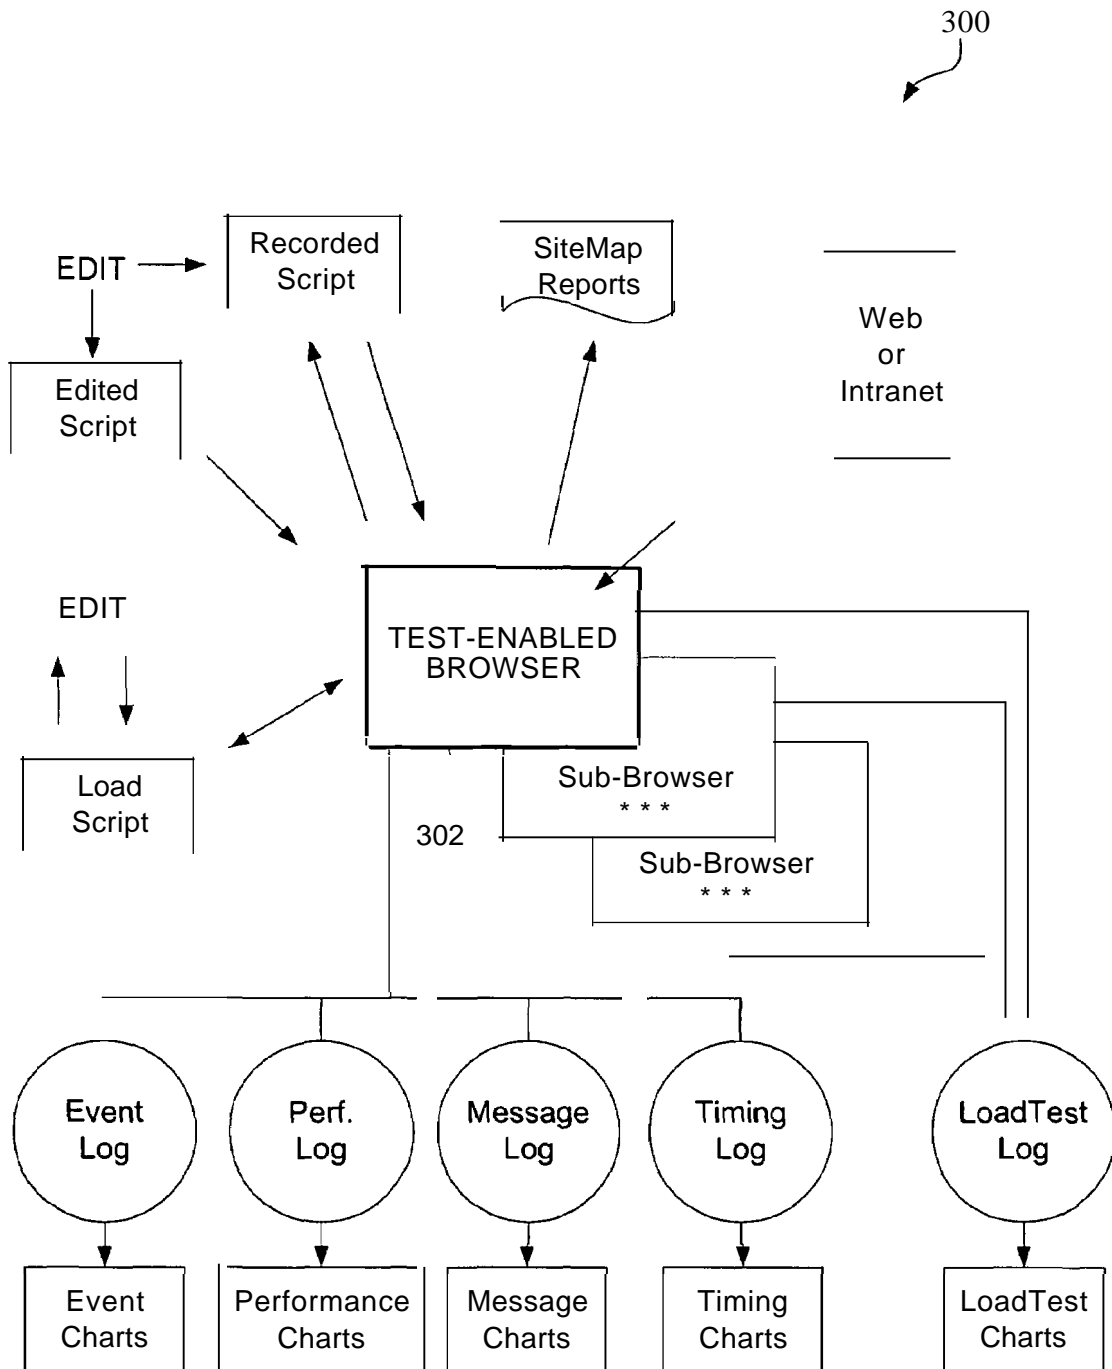 300
Recorded
Script
SiteMap
Reports
EDIT
Web
or
Intranet
Edited
Script
EDIT
TEST-ENABLED
BROWSER
Load
Script
Sub-Browser
* * *
302
Sub-Browser
* * *
Event
Log
Perf.
Log
Message
Log
Timing
Log
LoadTest
Log
Event
Charts
Performance
Charts
Message
Charts
Timing
Charts
LoadTest
Charts